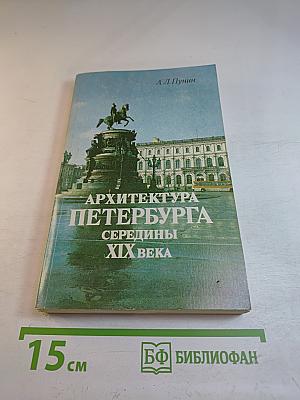 А.Л.Пунин
АРХИТЕКТУРА
ПЕТЕРБУРГА
СЕРЕДИНЫ
XIX ВЕКА
15 см
БФ БИБЛИОФАН